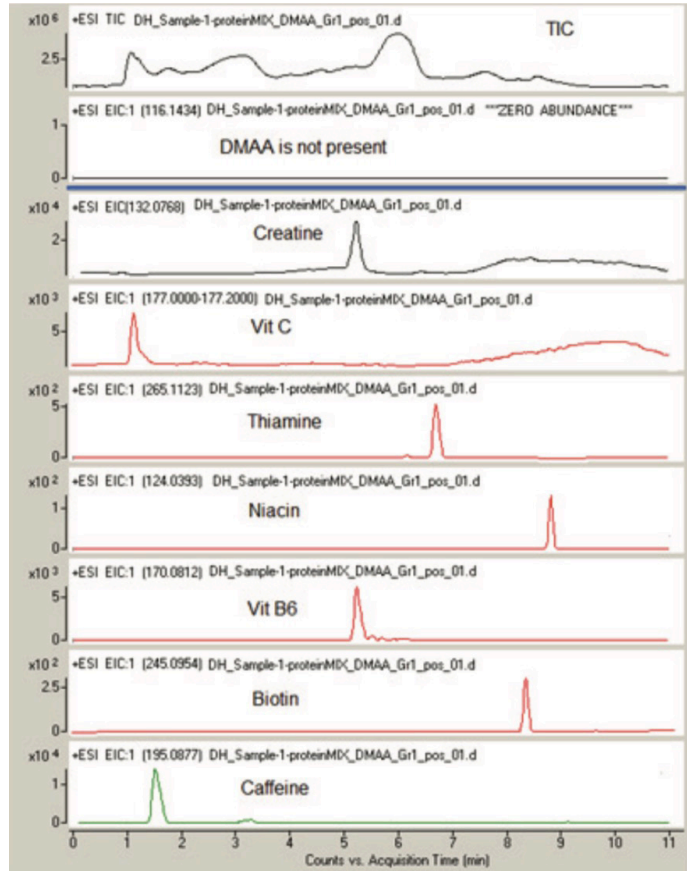 x10 6 +ESI TIC DH_Sample-1-proteinMIX_DMAA_Gr1_pos_01.d
TIC
2.5
+ESI EIC:1 (116.1434) DH_Sample-1-proteinMIX_DMAA_Gr1_pos_01.d ***ZERO ABUNDANCE***
1
DMAA is not present
0
x10 4 +ESI EIC(132.0768) DH_Sample-1-proteinMIX_DMAA_Gr1_pos_01.d
Creatine
2
x10 3 +ESI EIC:1 (177.0000-177.2000) DH_Sample-1-proteinMIX_DMAA_Gr1_pos_01.d
Vit C
5
x10 2 +ESI EIC:1 (265.1123) DH_Sample-1-proteinMIX_DMAA_Gr1_pos_01.d
5
Thiamine
0
x10 2 +ESI EIC:1 (124.0393) DH_Sample-1-proteinMIX_DMAA_Gr1_pos_01.d
Niacin
1
0
x10 3 +ESI EIC:1 (170.0812) DH_Sample-1-proteinMIX_DMAA_Gr1_pos_01.d
5
Vit B6
0
x10 2 +ESI EIC:1 (245.0954) DH_Sample-1-proteinMIX_DMAA_Gr1_pos_01.d
2.5
Biotin
0
x10 4 +ESI EIC:1 (195.0877) DH_Sample-1-proteinMIX_DMAA_Gr1_pos_01.d
1
Caffeine
0
0 1 2 3 4 5 6 7 8 9 10 11
Counts vs. Acquisition Time (min)